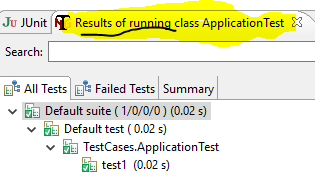 JUnit Results of running class ApplicationTest
Search:
All Tests Failed Tests Summary
Default suite ( 1/0/0/0 ) (0.02 s)
Default test ( 0.02 s)
TestCases.ApplicationTest
test1 (0.02 s)